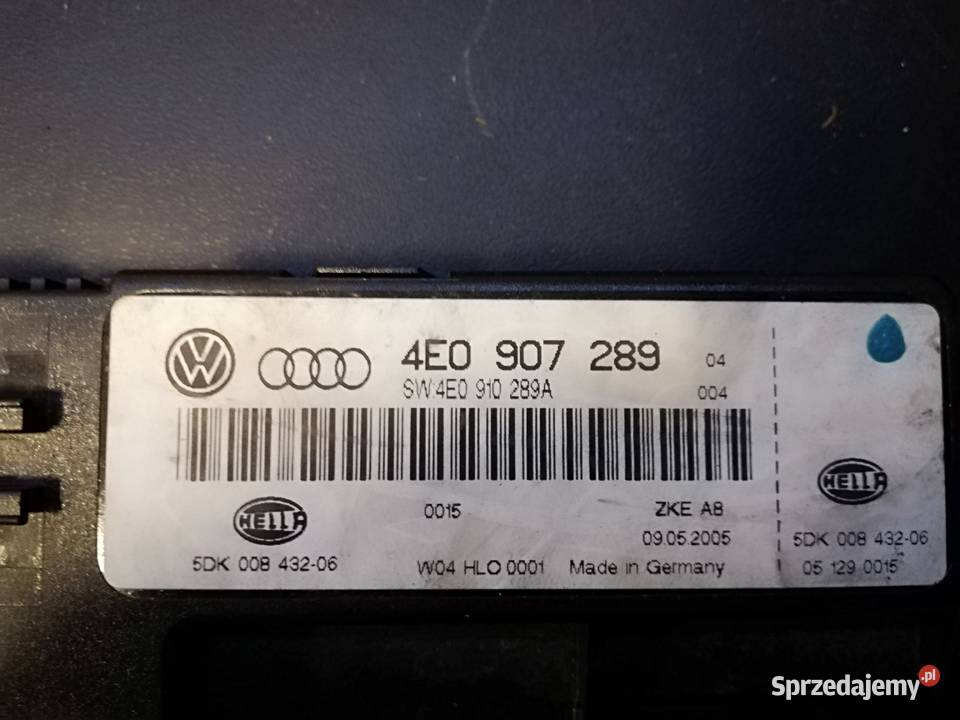 4E0 907 289 04
SW:4E0 910 289A 004
HELLA
0015 ZKE A8
09.05.2005
5DK 008 432-06 W04 HLO 0001 Made in Germany
HELLA
5DK 008 432-06
05 129 0015
Sprzedajemy.pl